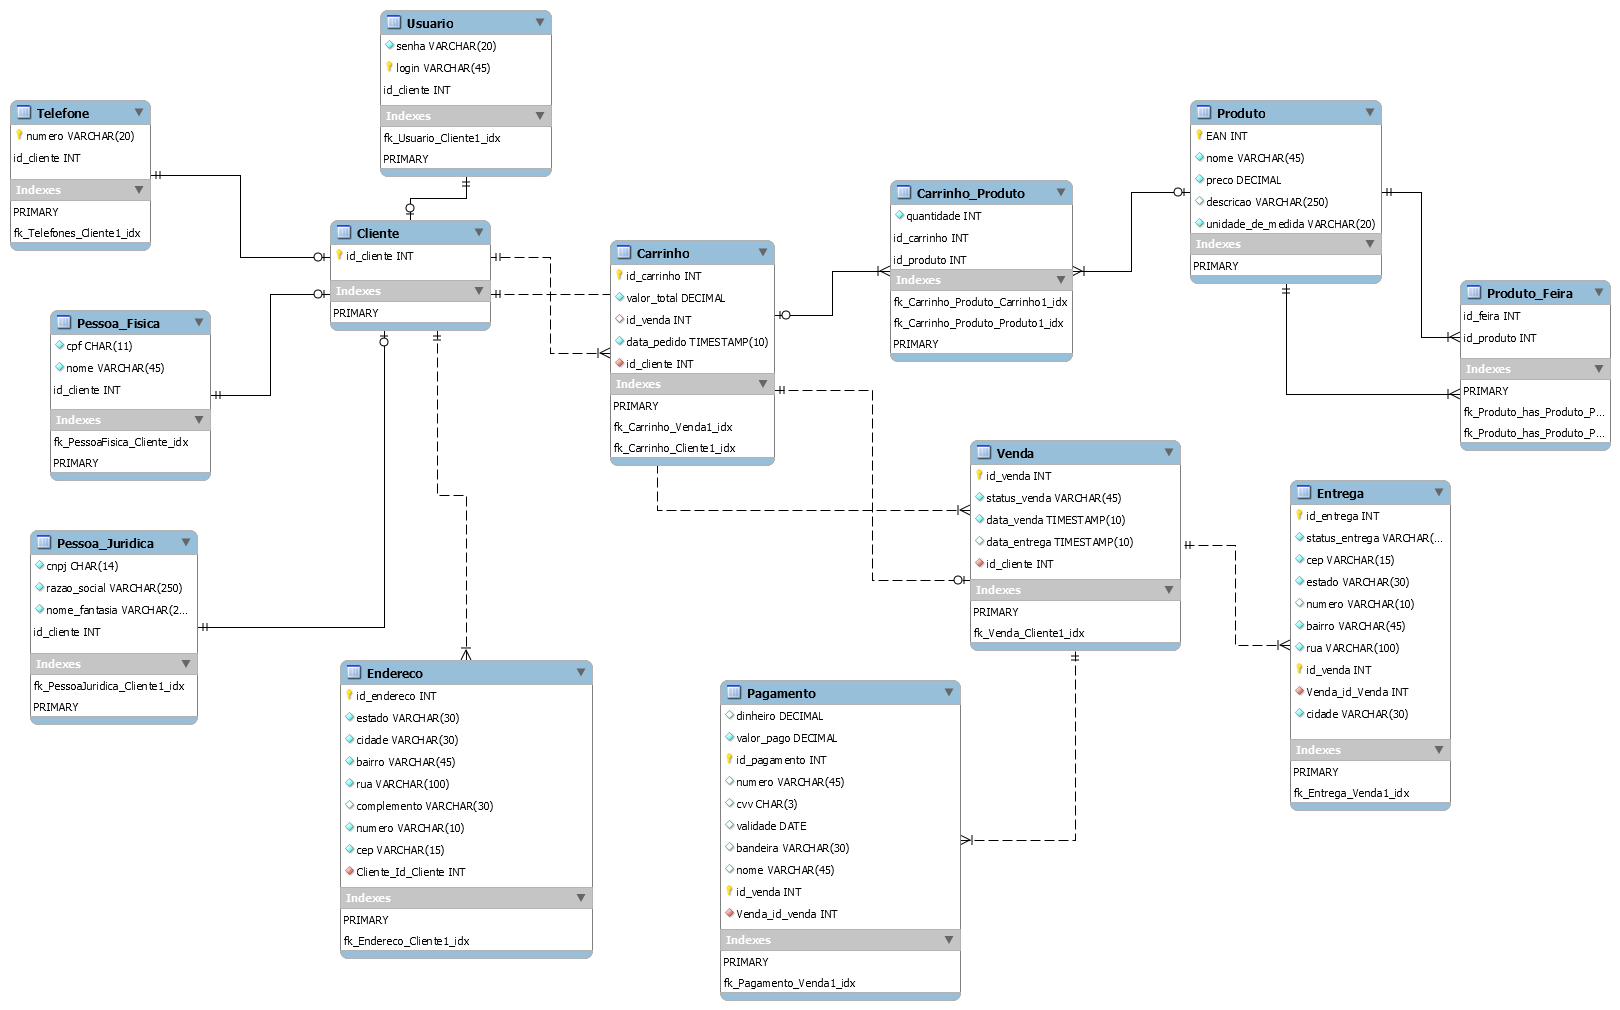 Usuario
senha VARCHAR(20)
login VARCHAR(45)
id_cliente INT
Indexes
fk_Usuario_Cliente1_idx
PRIMARY
Telefone
numero VARCHAR(20)
id_cliente INT
Indexes
PRIMARY
fk_Telefones_Cliente1_idx
Cliente
id_cliente INT
Indexes
PRIMARY
Pessoa_Fisica
cpf CHAR(11)
nome VARCHAR(45)
id_cliente INT
Indexes
fk_PessoaFisica_Cliente_idx
PRIMARY
Pessoa_Juridica
cnpj CHAR(14)
razao_social VARCHAR(250)
nome_fantasia VARCHAR(2...
id_cliente INT
Indexes
fk_PessoaJuridica_Cliente1_idx
PRIMARY
Endereco
id_endereco INT
estado VARCHAR(30)
cidade VARCHAR(30)
bairro VARCHAR(45)
rua VARCHAR(100)
complemento VARCHAR(30)
numero VARCHAR(10)
cep VARCHAR(15)
Cliente_Id_Cliente INT
Indexes
PRIMARY
fk_Endereco_Cliente1_idx
Carrinho
id_carrinho INT
valor_total DECIMAL
id_venda INT
data_pedido TIMESTAMP(10)
id_cliente INT
Indexes
PRIMARY
fk_Carrinho_Venda1_idx
fk_Carrinho_Cliente1_idx
Carrinho_Produto
quantidade INT
id_carrinho INT
id_produto INT
Indexes
fk_Carrinho_Produto_Carrinho1_idx
fk_Carrinho_Produto_Produto1_idx
PRIMARY
Produto
EAN INT
nome VARCHAR(45)
preco DECIMAL
descricao VARCHAR(250)
unidade_de_medida VARCHAR(20)
Indexes
PRIMARY
Produto_Feira
id_feira INT
id_produto INT
Indexes
PRIMARY
fk_Produto_has_Produto_P...
fk_Produto_has_Produto_P...
Venda
id_venda INT
status_venda VARCHAR(45)
data_venda TIMESTAMP(10)
data_entrega TIMESTAMP(10)
id_cliente INT
Indexes
PRIMARY
fk_Venda_Cliente1_idx
Entrega
id_entrega INT
status_entrega VARCHAR(...
cep VARCHAR(15)
estado VARCHAR(30)
numero VARCHAR(10)
bairro VARCHAR(45)
rua VARCHAR(100)
id_venda INT
Venda_id_Venda INT
cidade VARCHAR(30)
Indexes
PRIMARY
fk_Entrega_Venda1_idx
Pagamento
dinheiro DECIMAL
valor_pago DECIMAL
id_pagamento INT
numero VARCHAR(45)
cvv CHAR(3)
validade DATE
bandeira VARCHAR(30)
nome VARCHAR(45)
id_venda INT
Venda_id_venda INT
Indexes
PRIMARY
fk_Pagamento_Venda1_idx